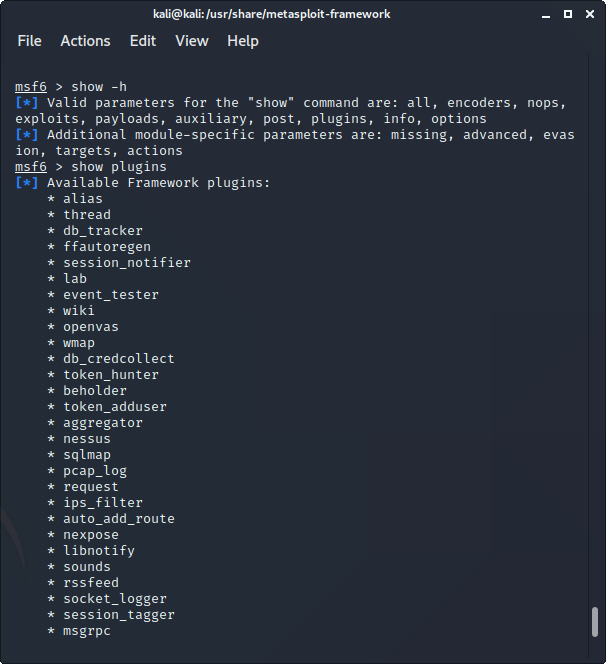 kali@kali:/usr/share/metasploit-framework
File Actions Edit View Help
msf6 > show -h
[*] Valid parameters for the "show" command are: all, encoders, nops,
exploits, payloads, auxiliary, post, plugins, info, options
[*] Additional module-specific parameters are: missing, advanced, evas
ion, targets, actions
msf6 > show plugins
[*] Available Framework plugins:
* alias
* thread
* db_tracker
* ffautoregen
* session_notifier
* lab
* event_tester
* wiki
* openvas
* wmap
* db_credcollect
* token_hunter
* beholder
* token_adduser
* aggregator
* nessus
* sqlmap
* pcap_log
* request
* ips_filter
* auto_add_route
* nexpose
* libnotify
* sounds
* rssfeed
* socket_logger
* session_tagger
* msgrpc